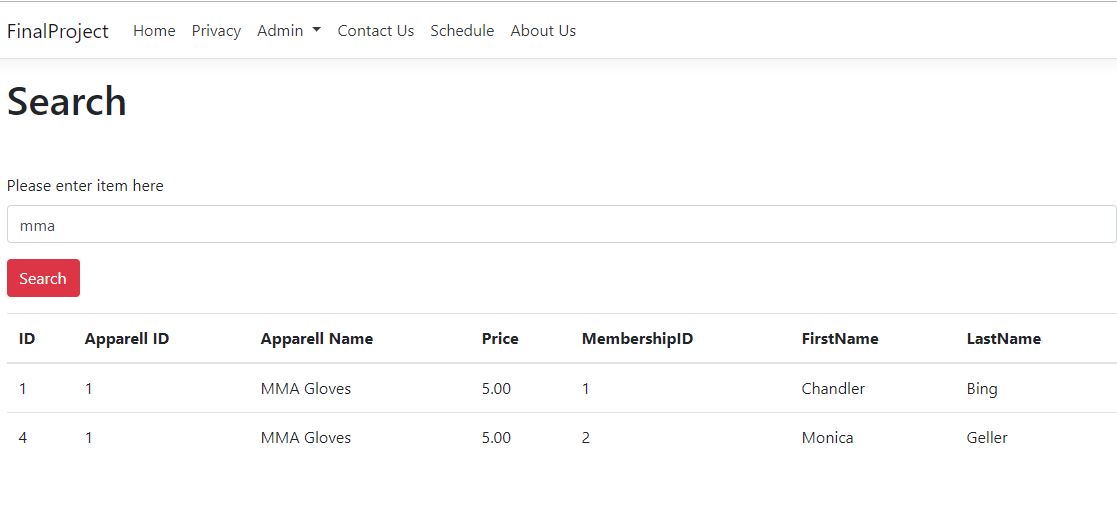 FinalProject Home Privacy Admin Contact Us Schedule About Us
Search
Please enter item here
mma
Search
ID Apparell ID Apparell Name Price MembershipID FirstName LastName
1 1 MMA Gloves 5.00 1 Chandler Bing
4 1 MMA Gloves 5.00 2 Monica Geller